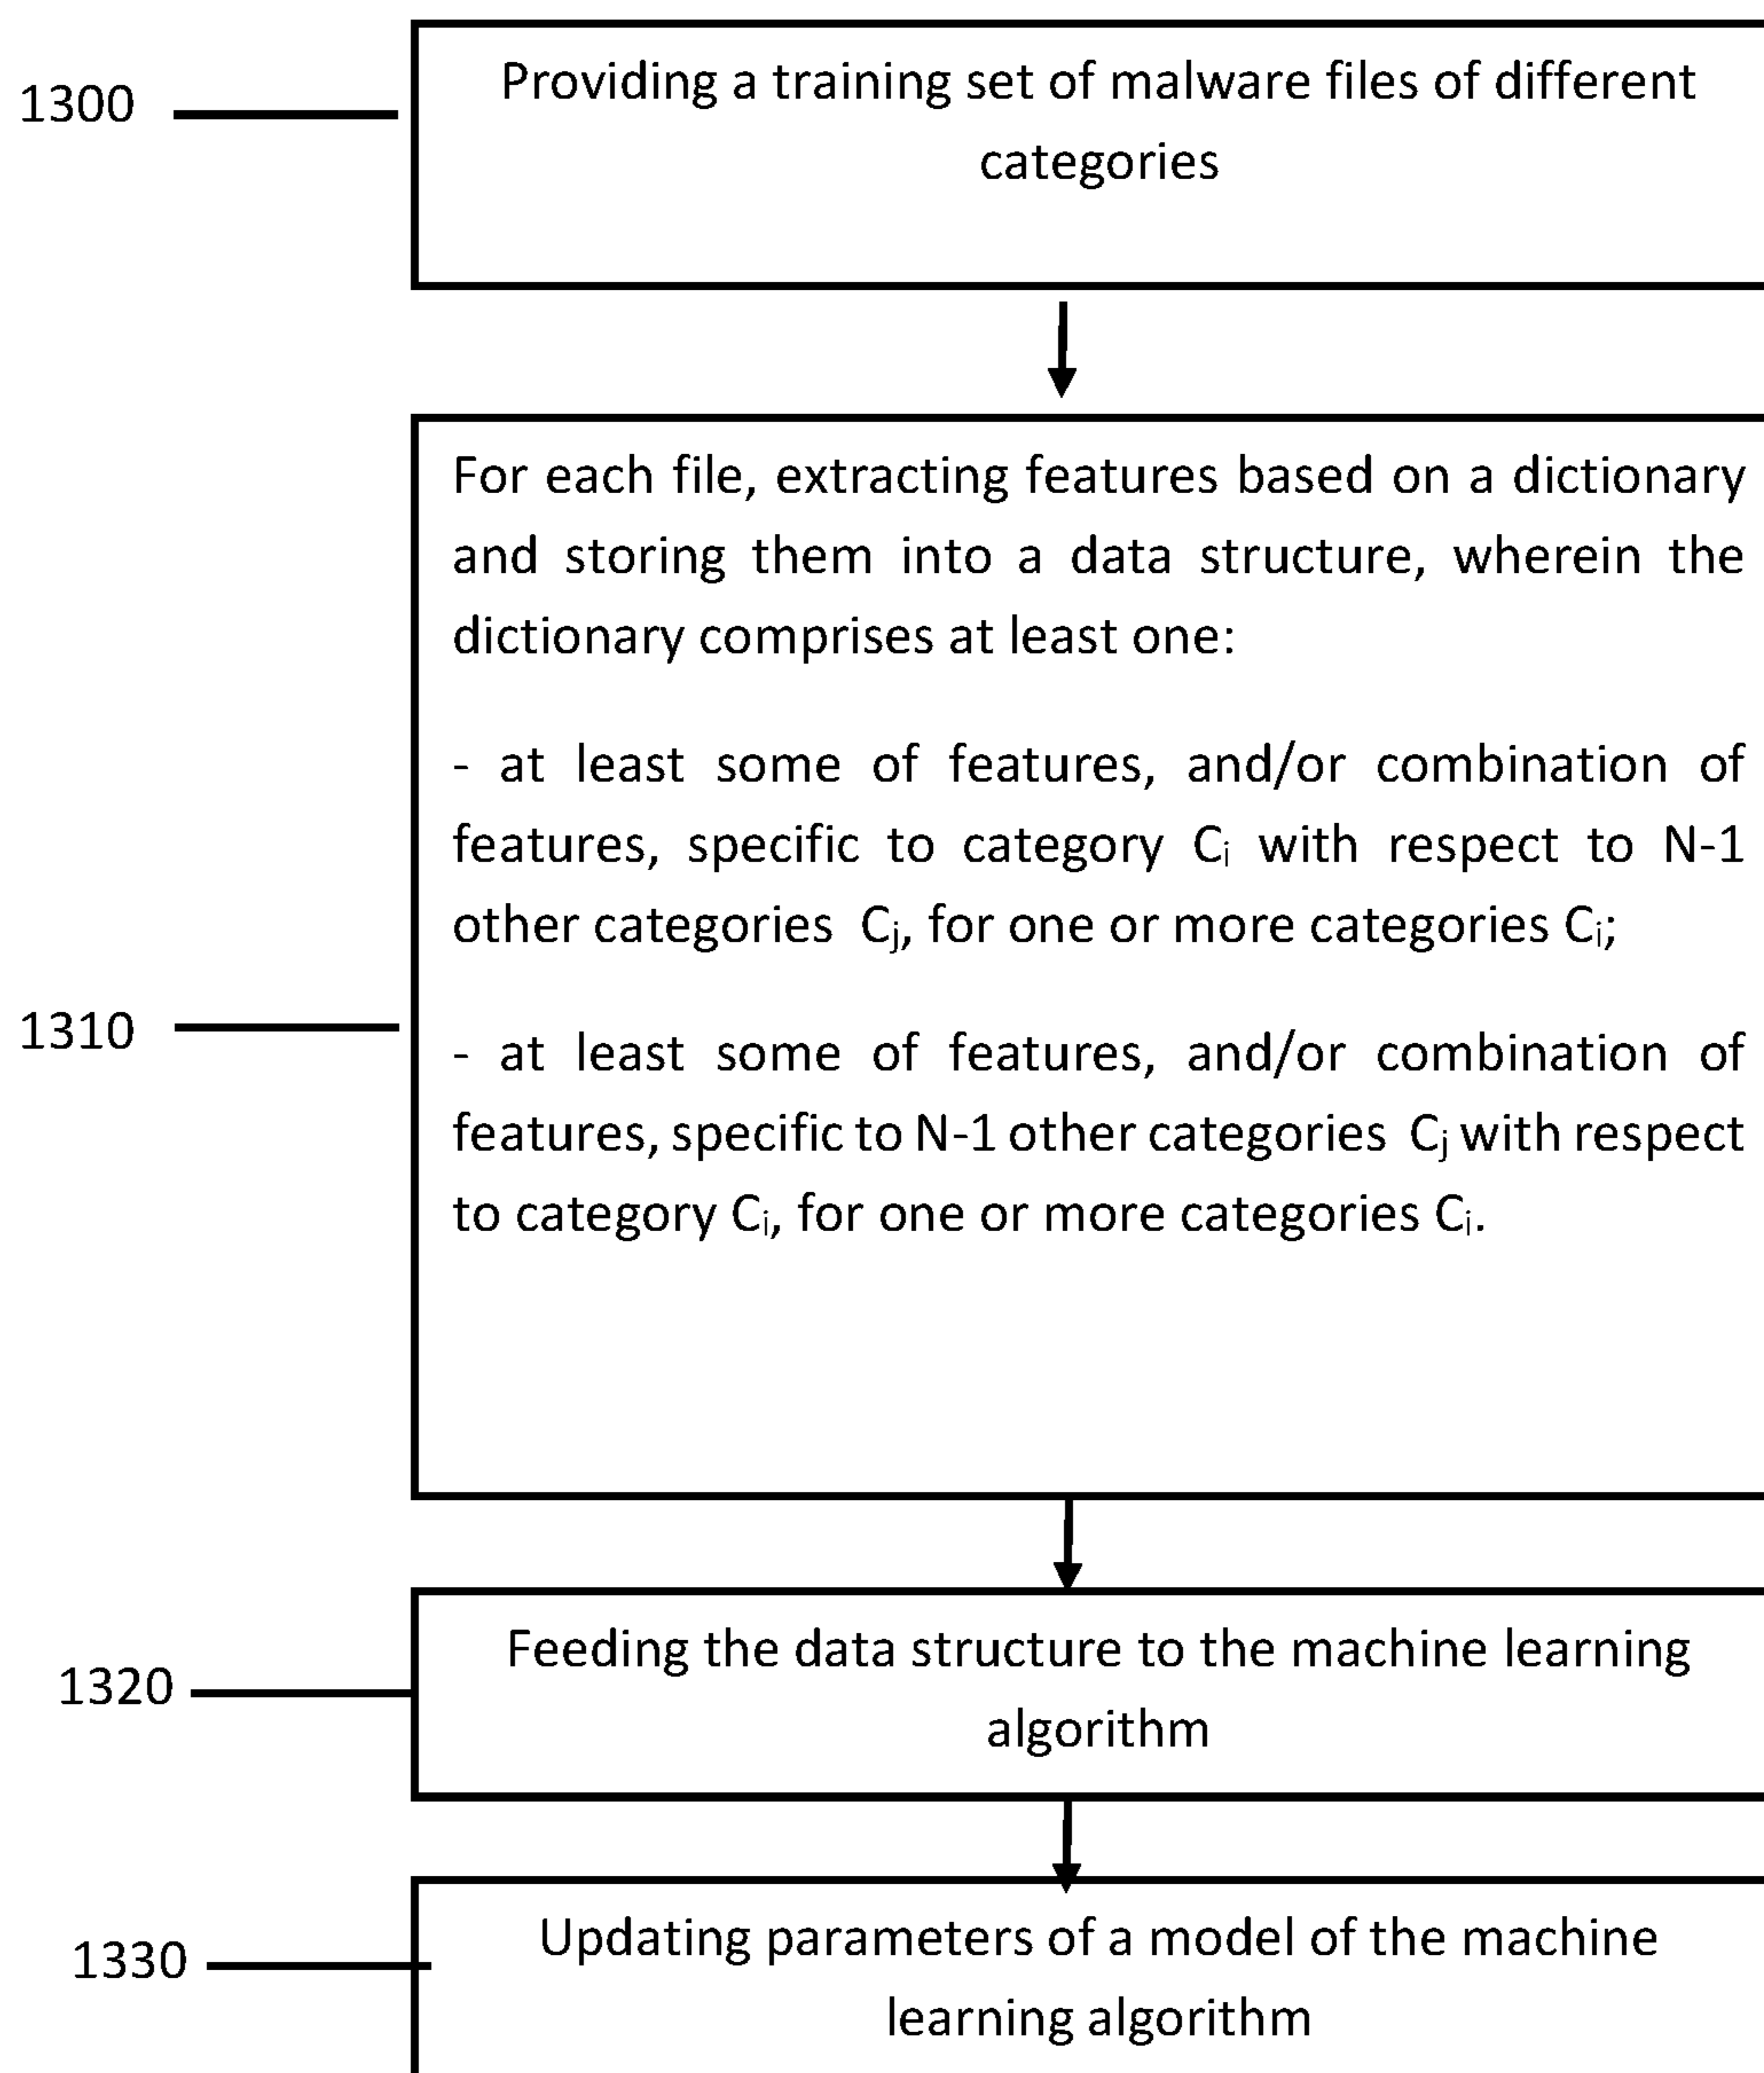 1300
Providing a training set of malware files of different
categories
For each file, extracting features based on a dictionary
and storing them into a data structure, wherein the
dictionary comprises at least one:
- at least some of features, and/or combination of
features, specific to category Cᵢ with respect to N-1
other categories Cⱼ, for one or more categories Cᵢ;
1310
- at least some of features, and/or combination of
features, specific to N-1 other categories Cⱼ with respect
to category Cᵢ, for one or more categories Cᵢ.
1320
Feeding the data structure to the machine learning
algorithm
1330
Updating parameters of a model of the machine
learning algorithm